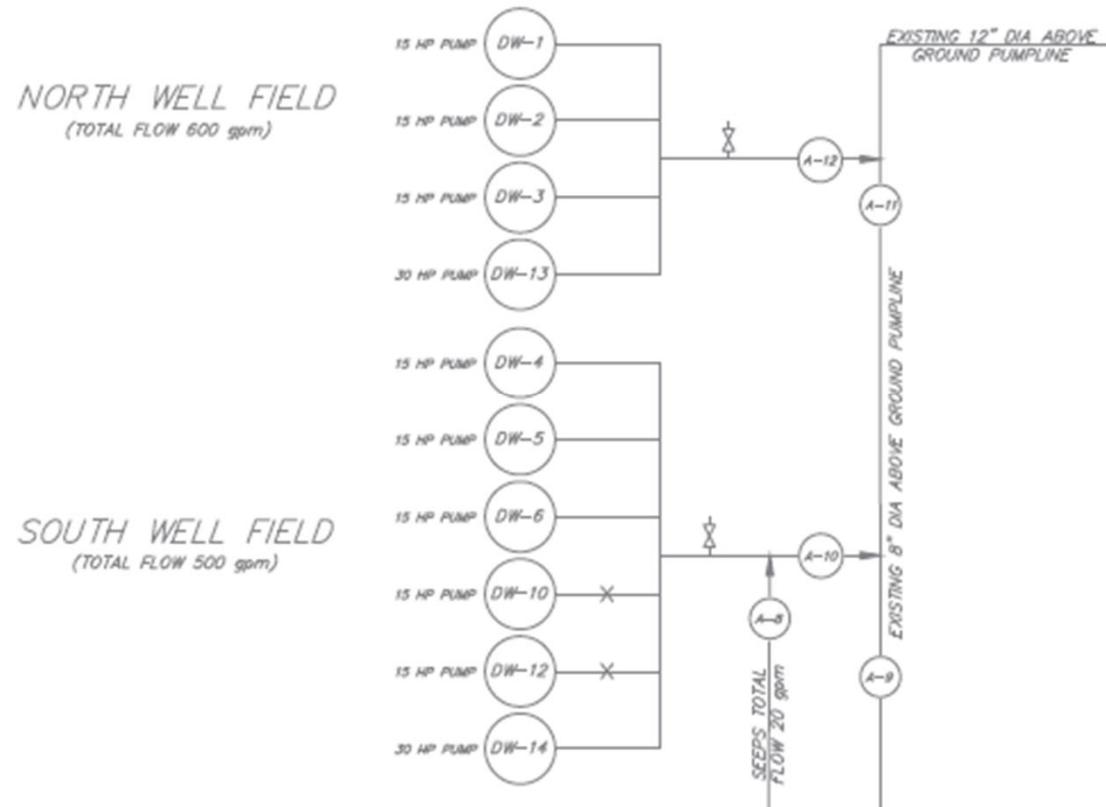 15 HP PUMP DW-1
EXISTING 12" DIA ABOVE
GROUND PUMPLINE
NORTH WELL FIELD
(TOTAL FLOW 600 gpm)
15 HP PUMP DW-2
A-12
15 HP PUMP DW-3
A-11
30 HP PUMP DW-13
15 HP PUMP DW-4
15 HP PUMP DW-5
EXISTING 8" DIA ABOVE GROUND PUMPLINE
15 HP PUMP DW-6
SOUTH WELL FIELD
(TOTAL FLOW 500 gpm)
A-10
15 HP PUMP DW-10
15 HP PUMP DW-12
A-9
30 HP PUMP DW-14
SEEPS TOTAL
FLOW 20 gpm